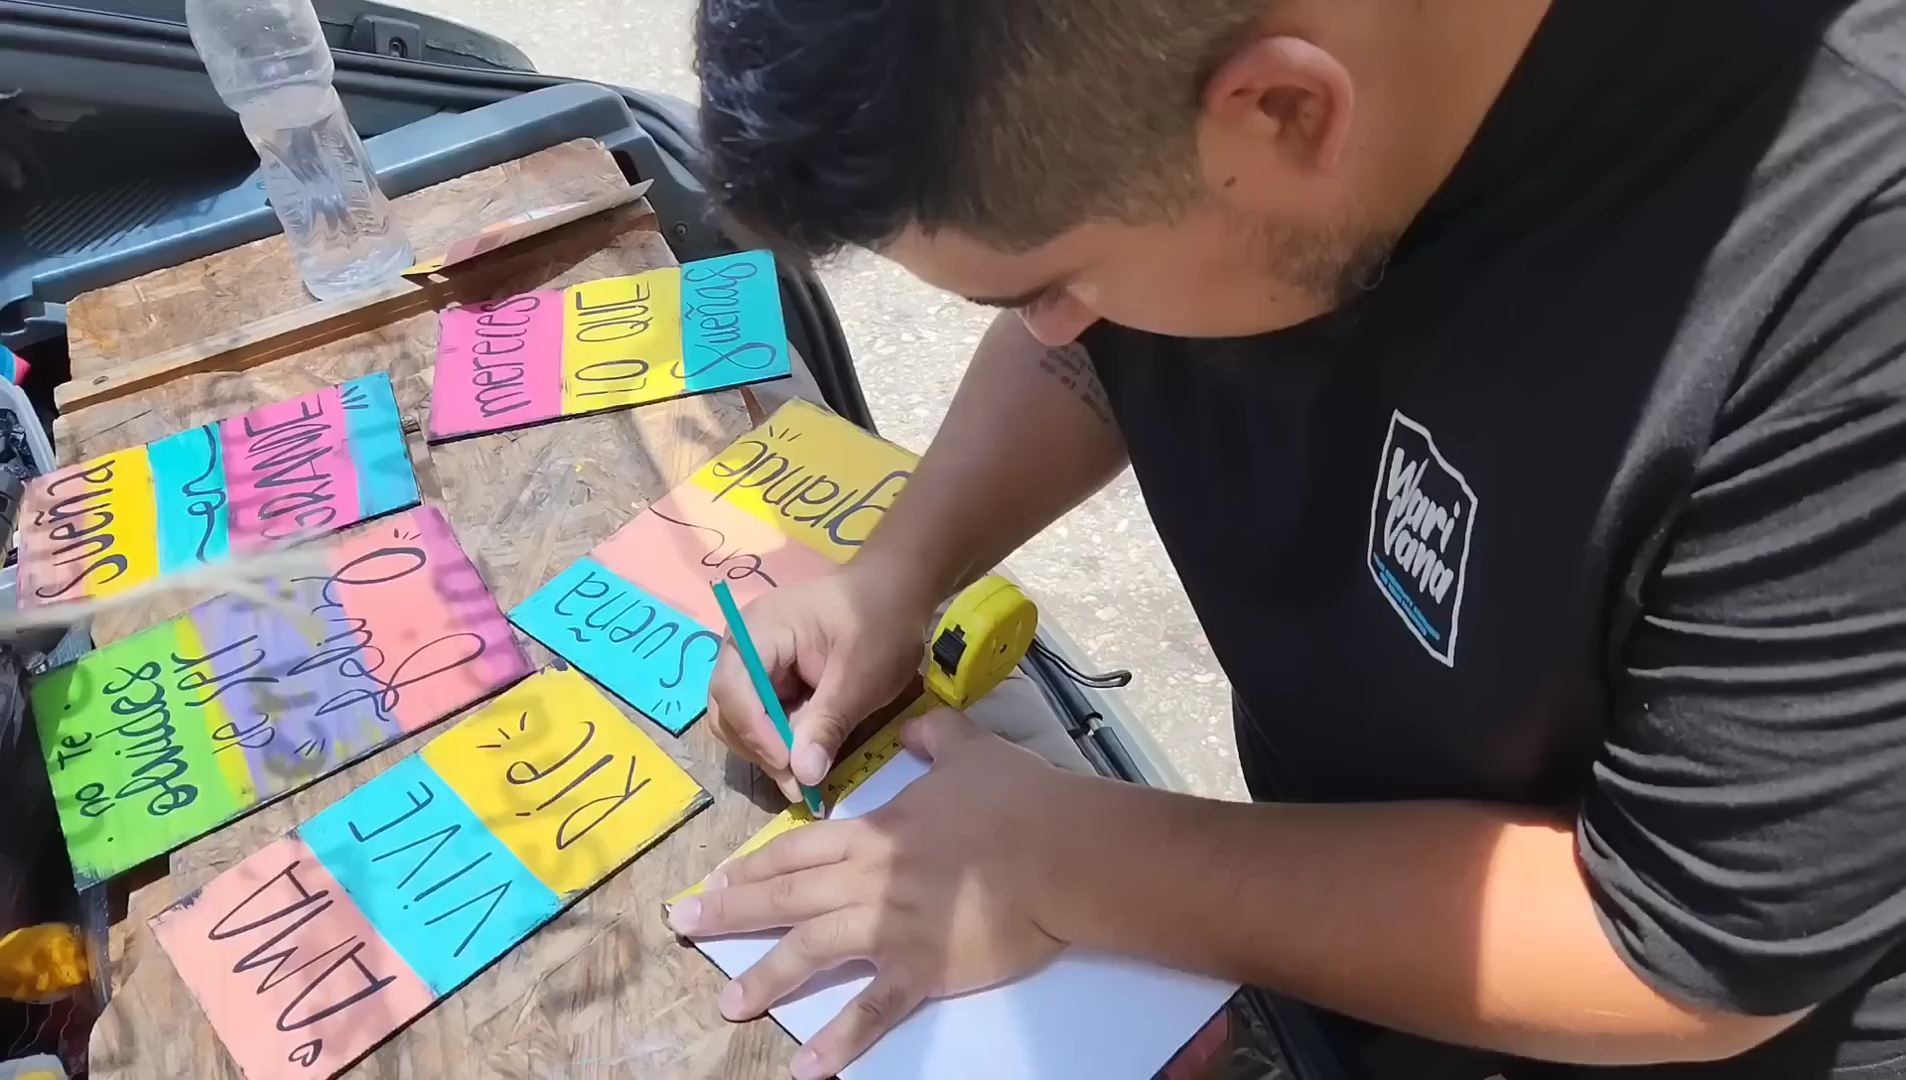 mereces
LO QUE
sueñas
sueña
en
GRANDE
Sueña
en
grande
· NO TE ·
olvides
de ser
feliz
AMA
VIVE
RíE
Wari
Vana